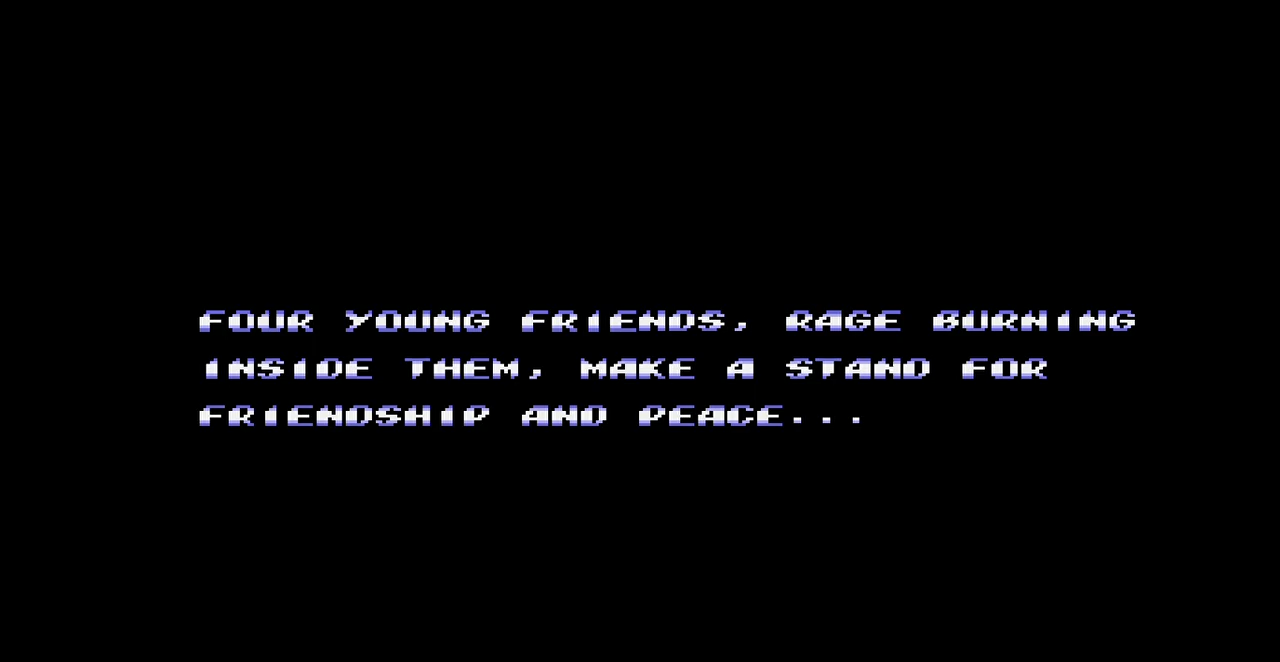 FOUR YOUNG FRIENDS, RAGE BURNING
INSIDE THEM, MAKE A STAND FOR
FRIENDSHIP AND PEACE...